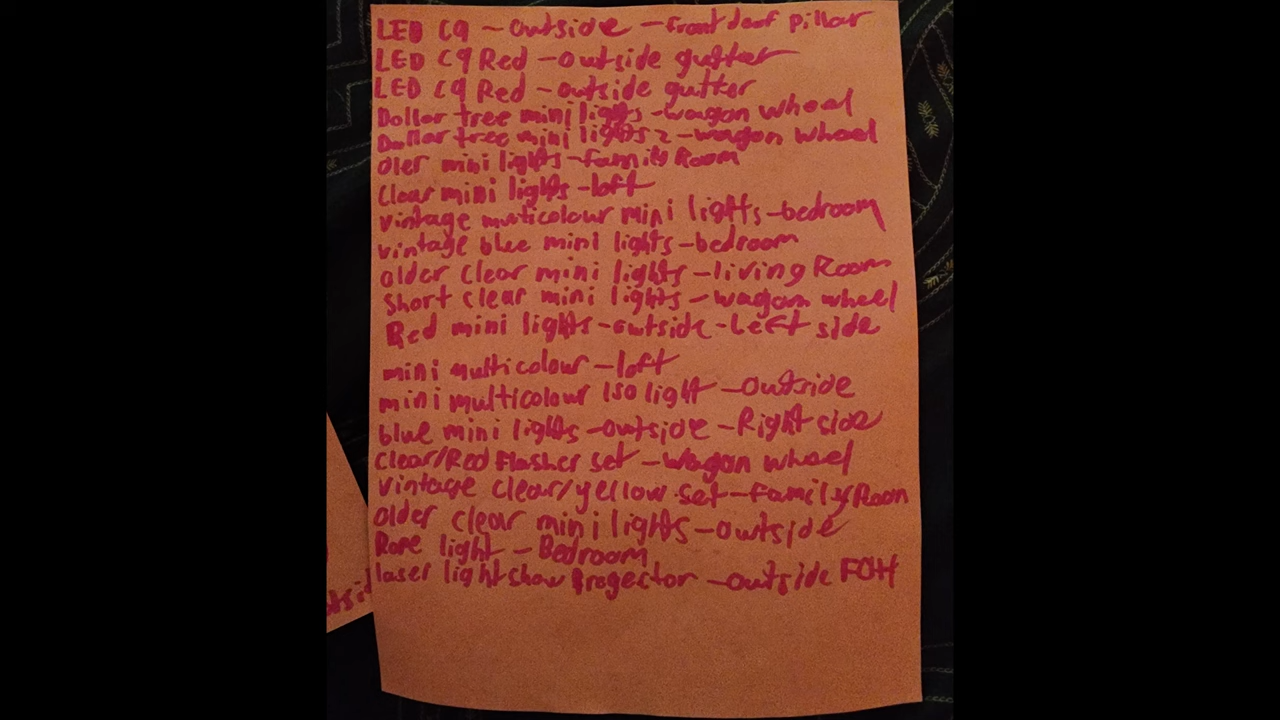 LED C9 - outside - front door pillar
LED C9 Red - outside gutter
LED C9 Red - outside gutter
Dollar tree mini lights - wagon wheel
Dollar tree mini lights 2 - wagon wheel
Oler mini lights - family Room
Clear mini lights - loft
vintage multicolour mini lights - bedroom
vintage blue mini lights - bedroom
older clear mini lights - living Room
Short clear mini lights - wagon wheel
Red mini lights - outside - Left side
mini multicolour - loft
mini multicolour 150 light - Outside
blue mini lights - outside - Right side
Clear/Red Flasher set - wagon wheel
vintage clear/yellow set - family Room
older clear mini lights - outside
Rope light - Bedroom
laser light show progector - outside FOH